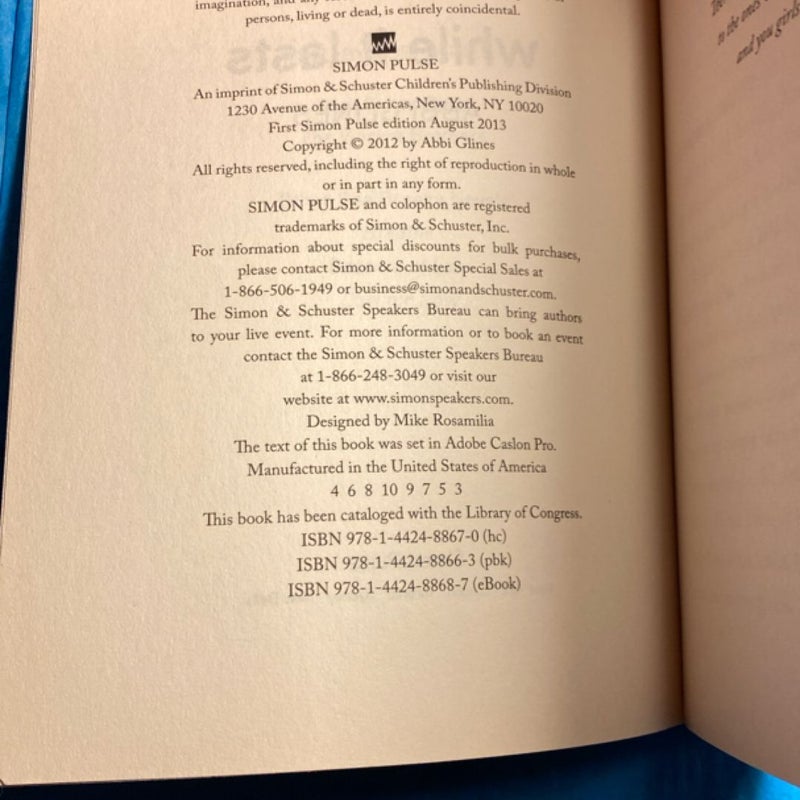 imagination, and any
persons, living or dead, is entirely coincidental.
SIMON PULSE
An imprint of Simon & Schuster Children's Publishing Division
1230 Avenue of the Americas, New York, NY 10020
First Simon Pulse edition August 2013
Copyright © 2012 by Abbi Glines
All rights reserved, including the right of reproduction in whole
or in part in any form.
SIMON PULSE and colophon are registered
trademarks of Simon & Schuster, Inc.
For information about special discounts for bulk purchases,
please contact Simon & Schuster Special Sales at
1-866-506-1949 or business@simonandschuster.com.
The Simon & Schuster Speakers Bureau can bring authors
to your live event. For more information or to book an event
contact the Simon & Schuster Speakers Bureau
at 1-866-248-3049 or visit our
website at www.simonspeakers.com.
Designed by Mike Rosamilia
The text of this book was set in Adobe Caslon Pro.
Manufactured in the United States of America
4 6 8 10 9 7 5 3
This book has been cataloged with the Library of Congress.
ISBN 978-1-4424-8867-0 (hc)
ISBN 978-1-4424-8866-3 (pbk)
ISBN 978-1-4424-8868-7 (eBook)
to the ones
and you girls